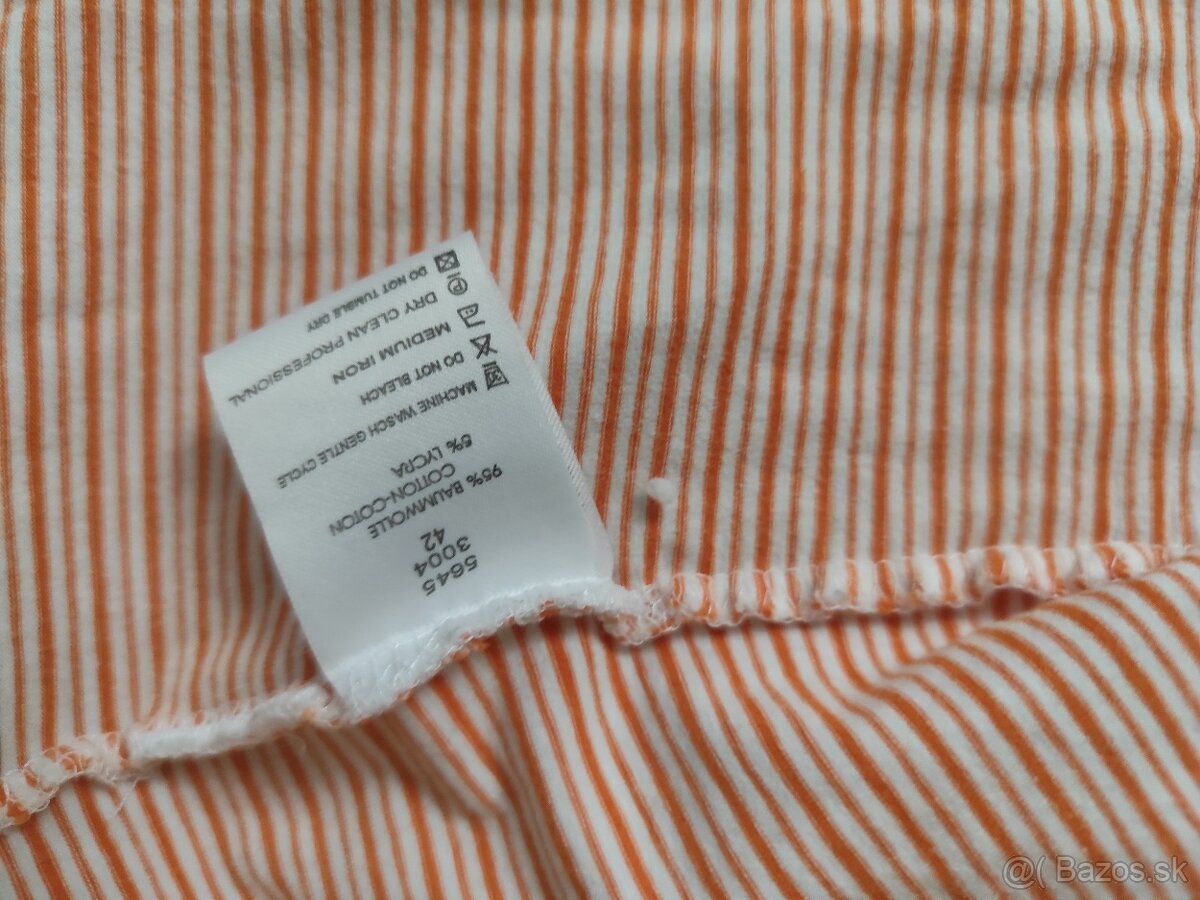 5645
3004
42
95% BAUMWOLLE
COTTON-COTON
5% LYCRA
MACHINE WASCH GENTLE CYCLE
30
DO NOT BLEACH
MEDIUM IRON
DRY CLEAN PROFESSIONAL
P
DO NOT TUMBLE DRY
@( Bazos.sk